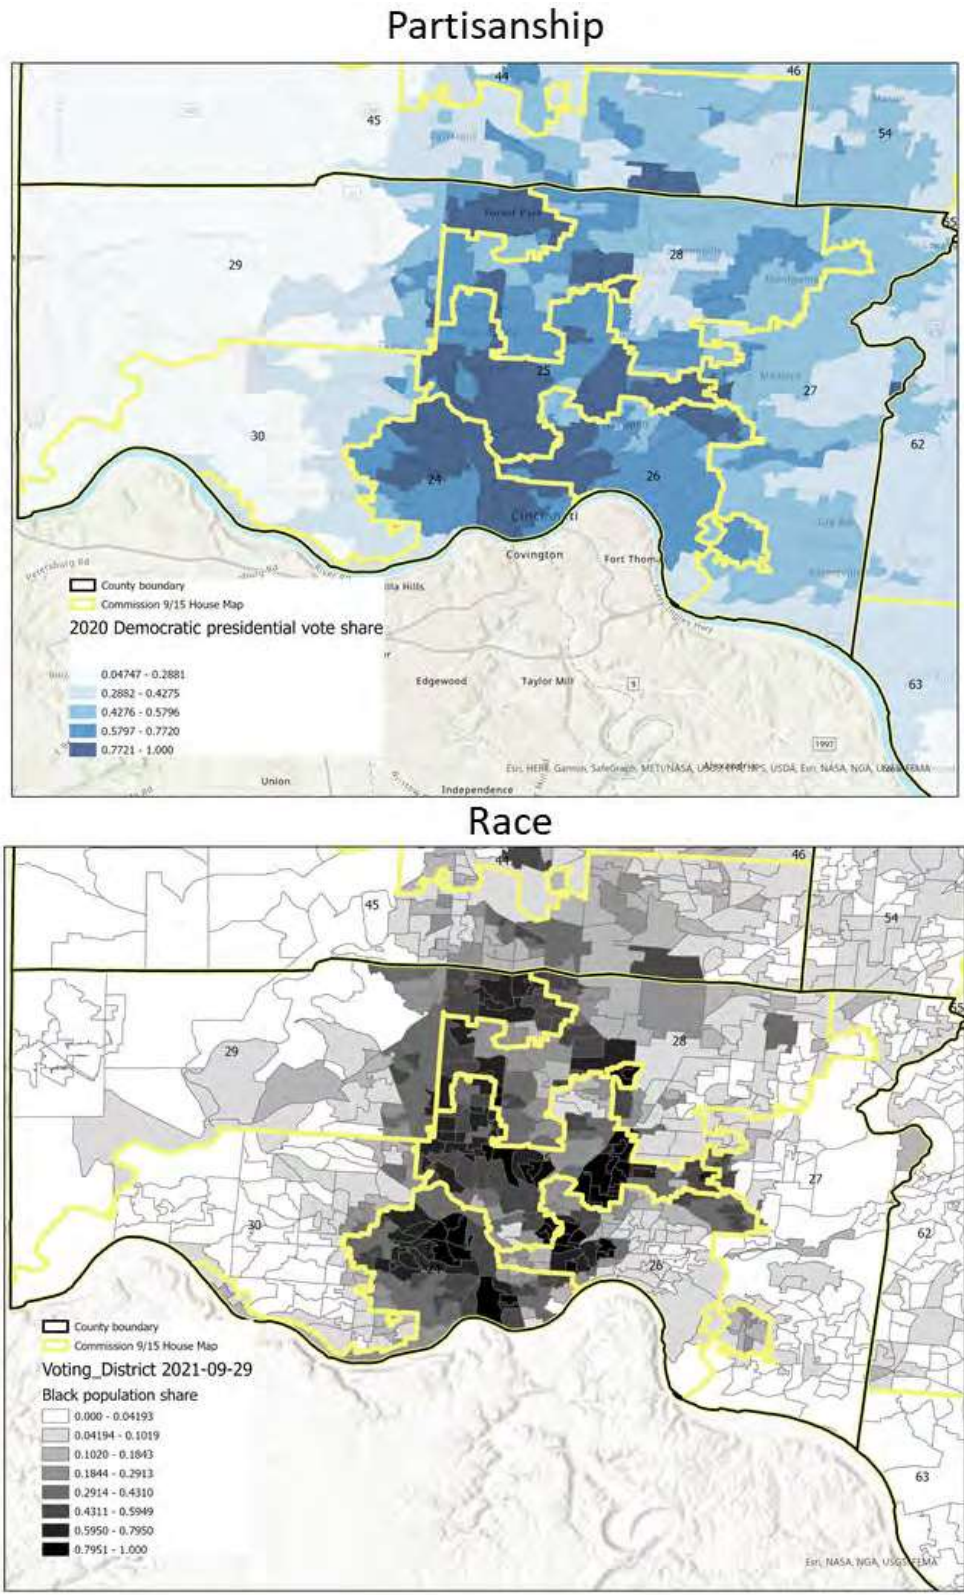 Partisanship
44
46
45
54
Forest Park
55
28
29
25
27
30
62
24
26
Cincinnati
Covington
Petersburg Rd
County boundary
Commission 9/15 House Map
2020 Democratic presidential vote share
0.04747 - 0.2881
0.2882 - 0.4275
0.4276 - 0.5796
0.5797 - 0.7720
0.7721 - 1.000
Edgewood
Taylor Mill
63
1997
Union
Independence
Race
44
46
45
54
55
28
29
27
30
62
26
24
County boundary
Commission 9/15 House Map
Voting_District 2021-09-29
Black population share
0.000 - 0.04193
0.04194 - 0.1019
0.1020 - 0.1843
0.1844 - 0.2913
0.2914 - 0.4310
0.4311 - 0.5949
0.5950 - 0.7950
0.7951 - 1.000
63
Esri, NASA, NGA, USGS, FEMA